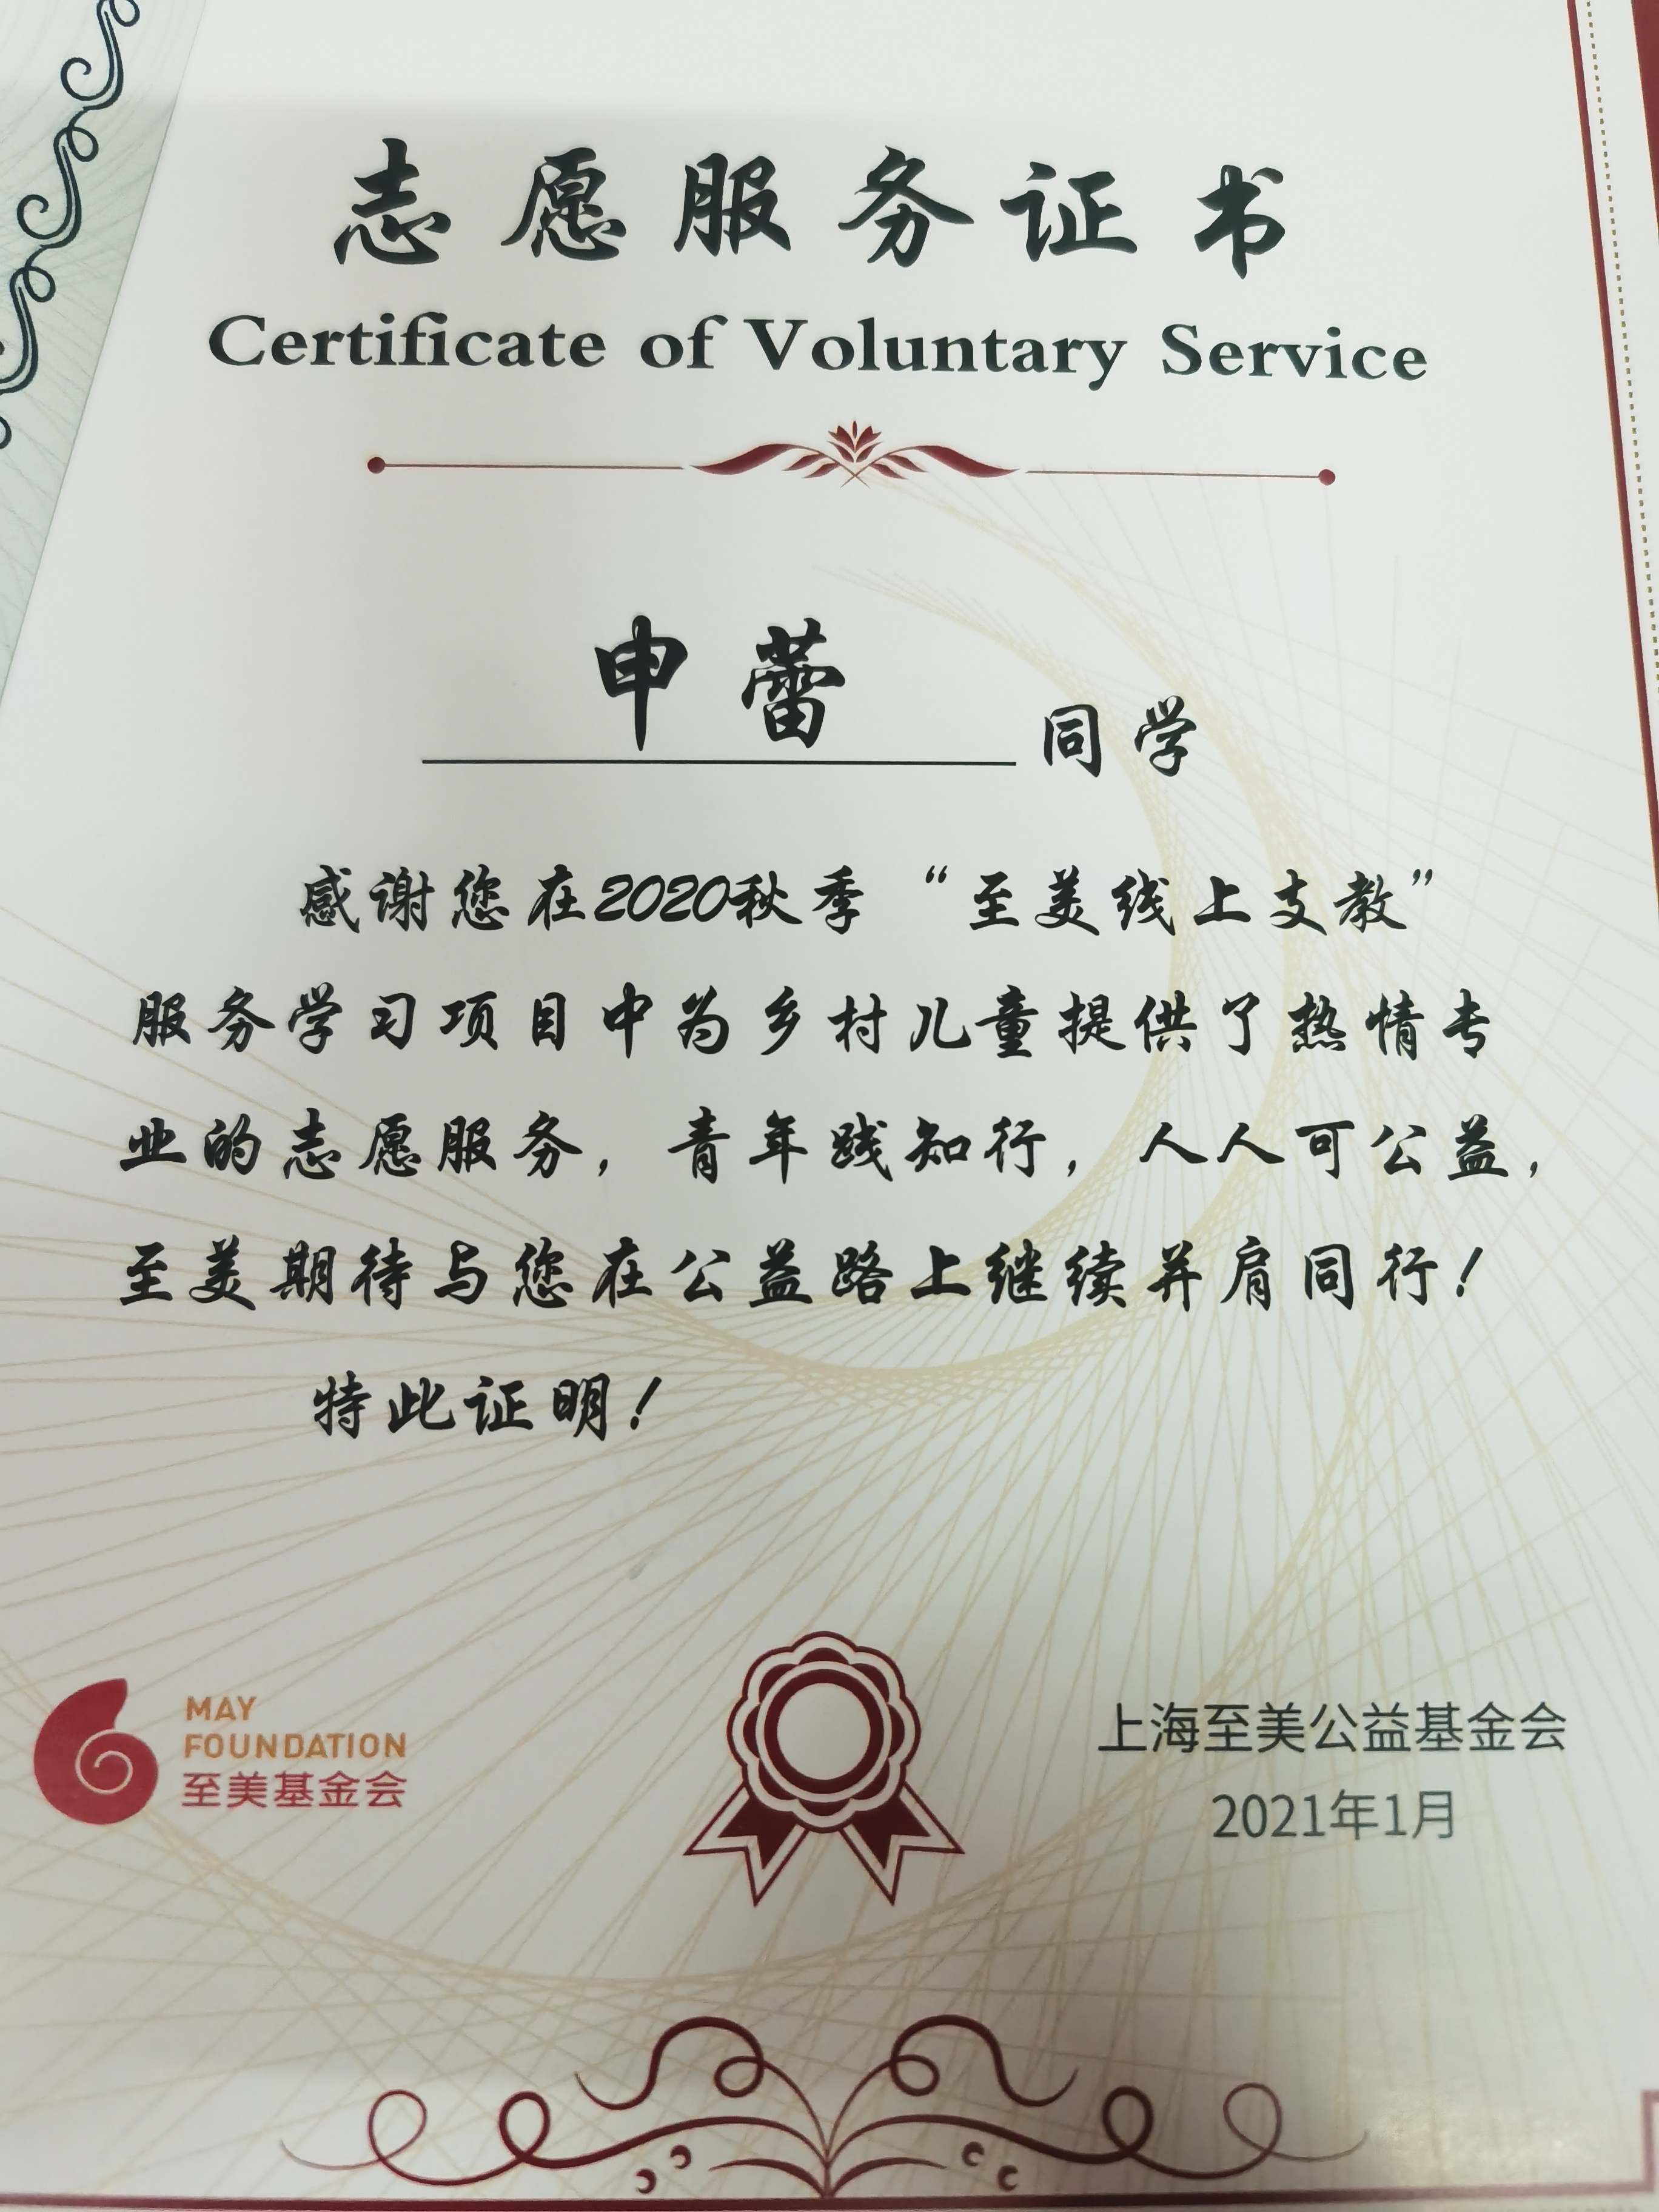 志愿服务证书
Certificate of Voluntary Service
申蕾 同学
感谢您在2020秋季“至美线上支教”
服务学习项目中为乡村儿童提供了热情专
业的志愿服务，青年践知行，人人可公益，
至美期待与您在公益路上继续并肩同行！
特此证明！
MAY
FOUNDATION
至美基金会
上海至美公益基金会
2021年1月